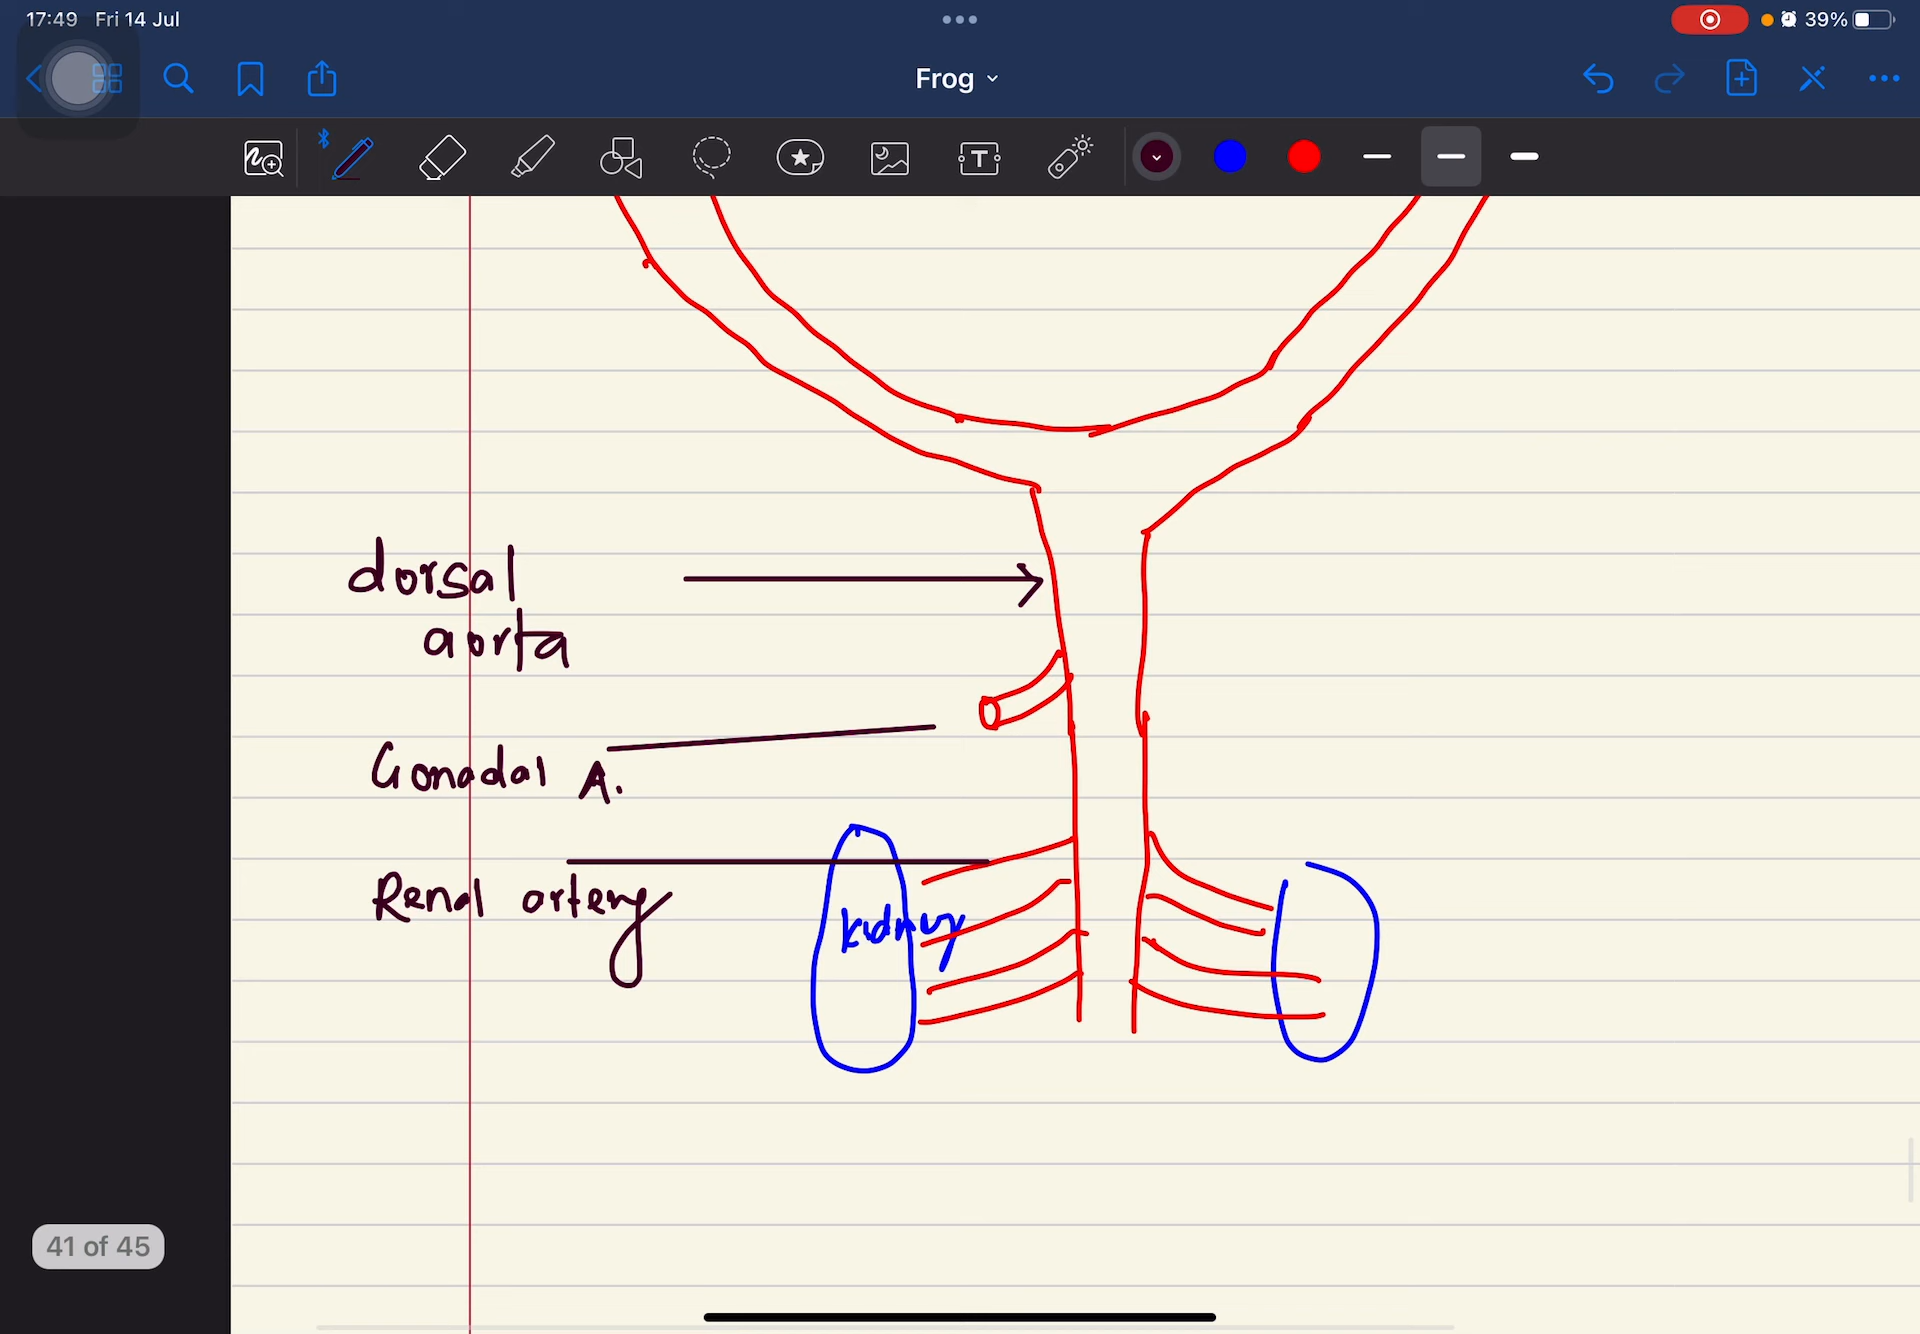 17:49 Fri 14 Jul
39%
Frog
T
dorsal
aorta
Gonadal A.
Renal artery
kidney
41 of 45